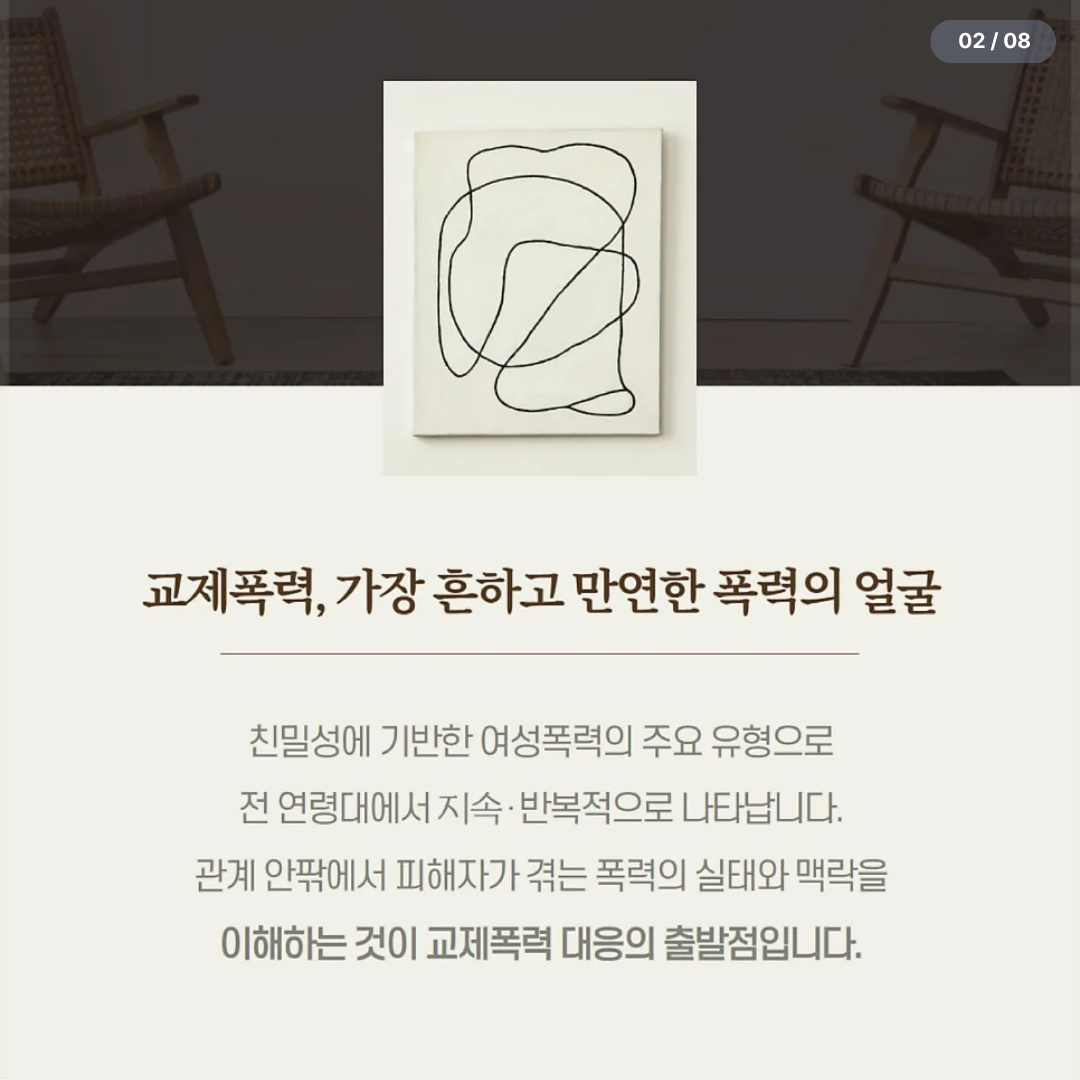 02 / 08
교제폭력, 가장 흔하고 만연한 폭력의 얼굴
친밀성에 기반한 여성폭력의 주요 유형으로
전 연령대에서 지속·반복적으로 나타납니다.
관계 안팎에서 피해자가 겪는 폭력의 실태와 맥락을
이해하는 것이 교제폭력 대응의 출발점입니다.